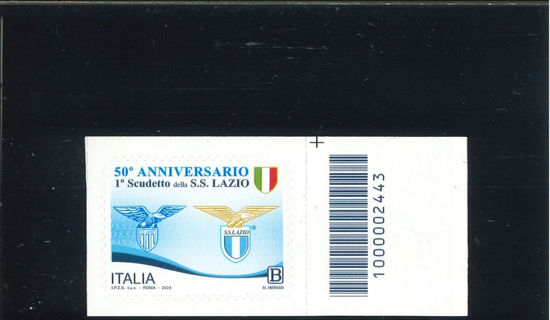 50° ANNIVERSARIO
1° Scudetto della S.S. LAZIO
S.S.LAZIO
ITALIA
B
I.P.Z.S. S.p.A. - ROMA - 2024
1000002443